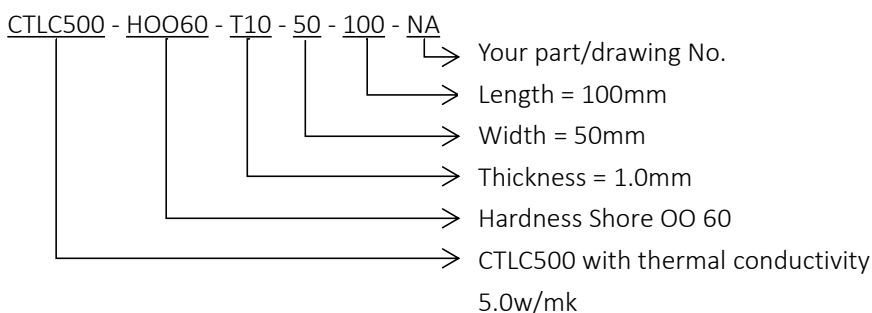 CTLC500 - HOO60 - T10 - 50 - 100 - NA
Your part/drawing No.
Length = 100mm
Width = 50mm
Thickness = 1.0mm
Hardness Shore OO 60
CTLC500 with thermal conductivity
5.0w/mk